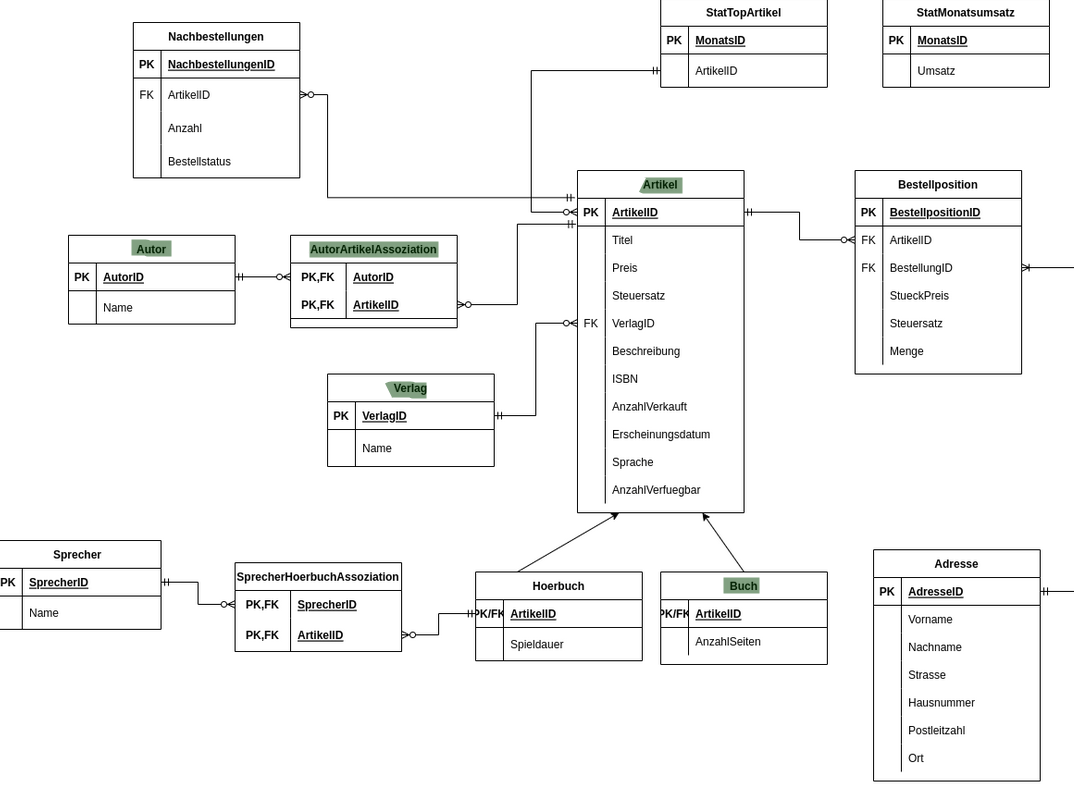 Nachbestellungen
PK NachbestellungenID
FK ArtikelID
Anzahl
Bestellstatus
StatTopArtikel
PK MonatsID
ArtikelID
StatMonatsumsatz
PK MonatsID
Umsatz
Autor
PK AutorID
Name
AutorArtikelAssoziation
PK,FK AutorID
PK,FK ArtikelID
Artikel
PK ArtikelID
Titel
Preis
Steuersatz
FK VerlagID
Beschreibung
ISBN
AnzahlVerkauft
Erscheinungsdatum
Sprache
AnzahlVerfuegbar
Bestellposition
PK BestellpositionID
FK ArtikelID
FK BestellungID
StueckPreis
Steuersatz
Menge
Verlag
PK VerlagID
Name
Sprecher
PK SprecherID
Name
SprecherHoerbuchAssoziation
PK,FK SprecherID
PK,FK ArtikelID
Hoerbuch
PK/FK ArtikelID
Spieldauer
Buch
PK/FK ArtikelID
AnzahlSeiten
Adresse
PK AdresseID
Vorname
Nachname
Strasse
Hausnummer
Postleitzahl
Ort